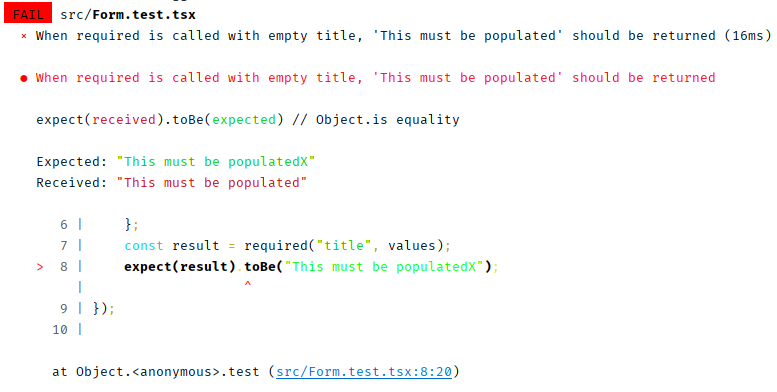 FAIL src/Form.test.tsx
× When required is called with empty title, 'This must be populated' should be returned (16ms)
● When required is called with empty title, 'This must be populated' should be returned
expect(received).toBe(expected) // Object.is equality
Expected: "This must be populatedX"
Received: "This must be populated"
6 | };
7 | const result = required("title", values);
> 8 | expect(result).toBe("This must be populatedX");
| ^
9 | });
10 |
at Object.<anonymous>.test (src/Form.test.tsx:8:20)